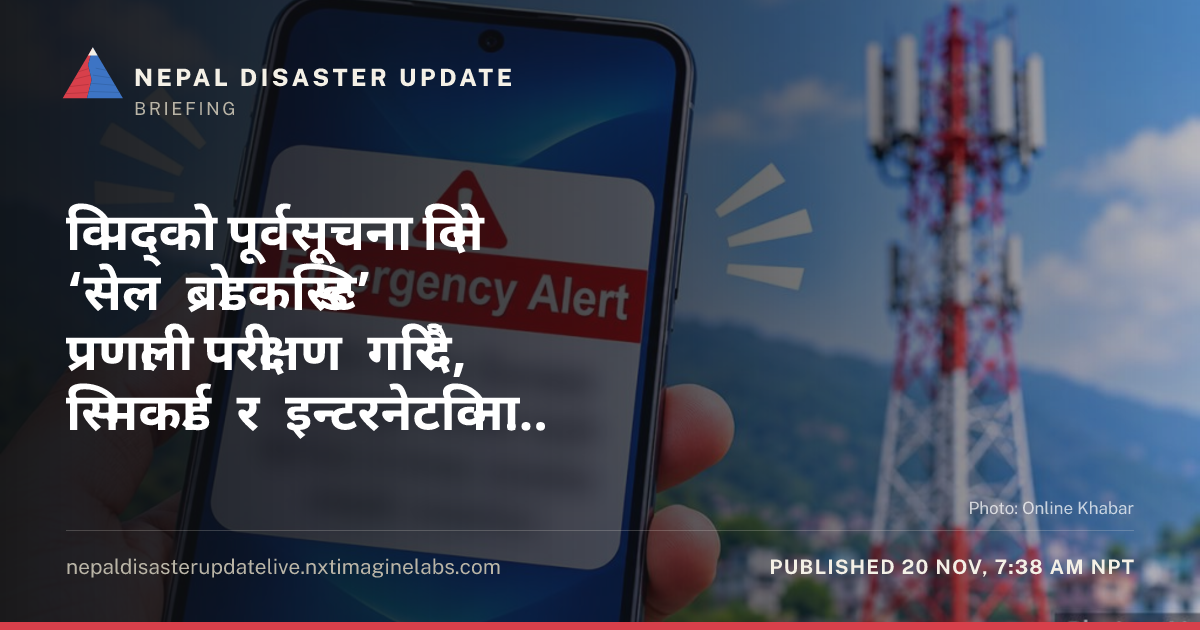 NEPAL DISASTER UPDATE
BRIEFING
विपद्को पूर्वसूचना दिने
‘सेल ब्रोडकास्टिङ’
प्रणाली परीक्षण गरिँदै,
सिमकार्ड र इन्टरनेटविना...
Emergency Alert
Photo: Online Khabar
nepaldisasterupdatelive.nxtimaginelabs.com
PUBLISHED 20 NOV, 7:38 AM NPT